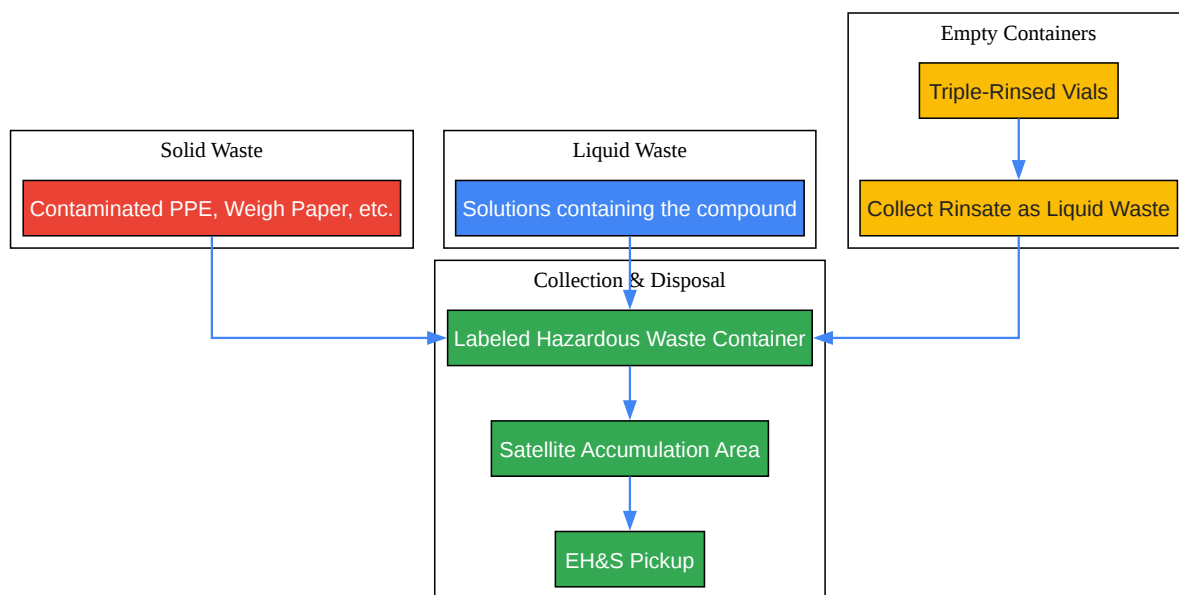 Empty Containers
Triple-Rinsed Vials
Solid Waste
Liquid Waste
Contaminated PPE, Weigh Paper, etc.
Solutions containing the compound
Collect Rinsate as Liquid Waste
Collection & Disposal
Labeled Hazardous Waste Container
Satellite Accumulation Area
EH&S Pickup